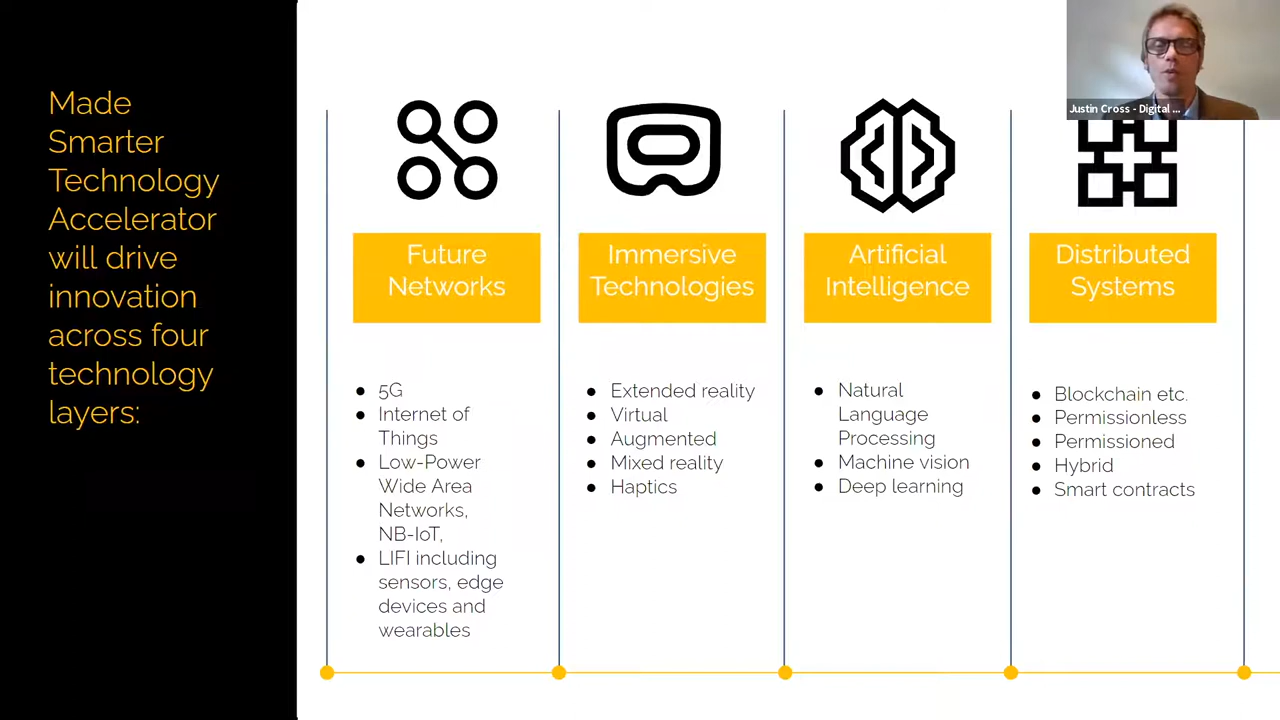 Made
Smarter
Technology
Accelerator
will drive
innovation
across four
technology
layers:
Justin Cross - Digital ...
Future
Networks
5G
Internet of
Things
Low-Power
Wide Area
Networks,
NB-IoT,
LIFI including
sensors, edge
devices and
wearables
Immersive
Technologies
Extended reality
Virtual
Augmented
Mixed reality
Haptics
Artificial
Intelligence
Natural
Language
Processing
Machine vision
Deep learning
Distributed
Systems
Blockchain etc.
Permissionless
Permissioned
Hybrid
Smart contracts